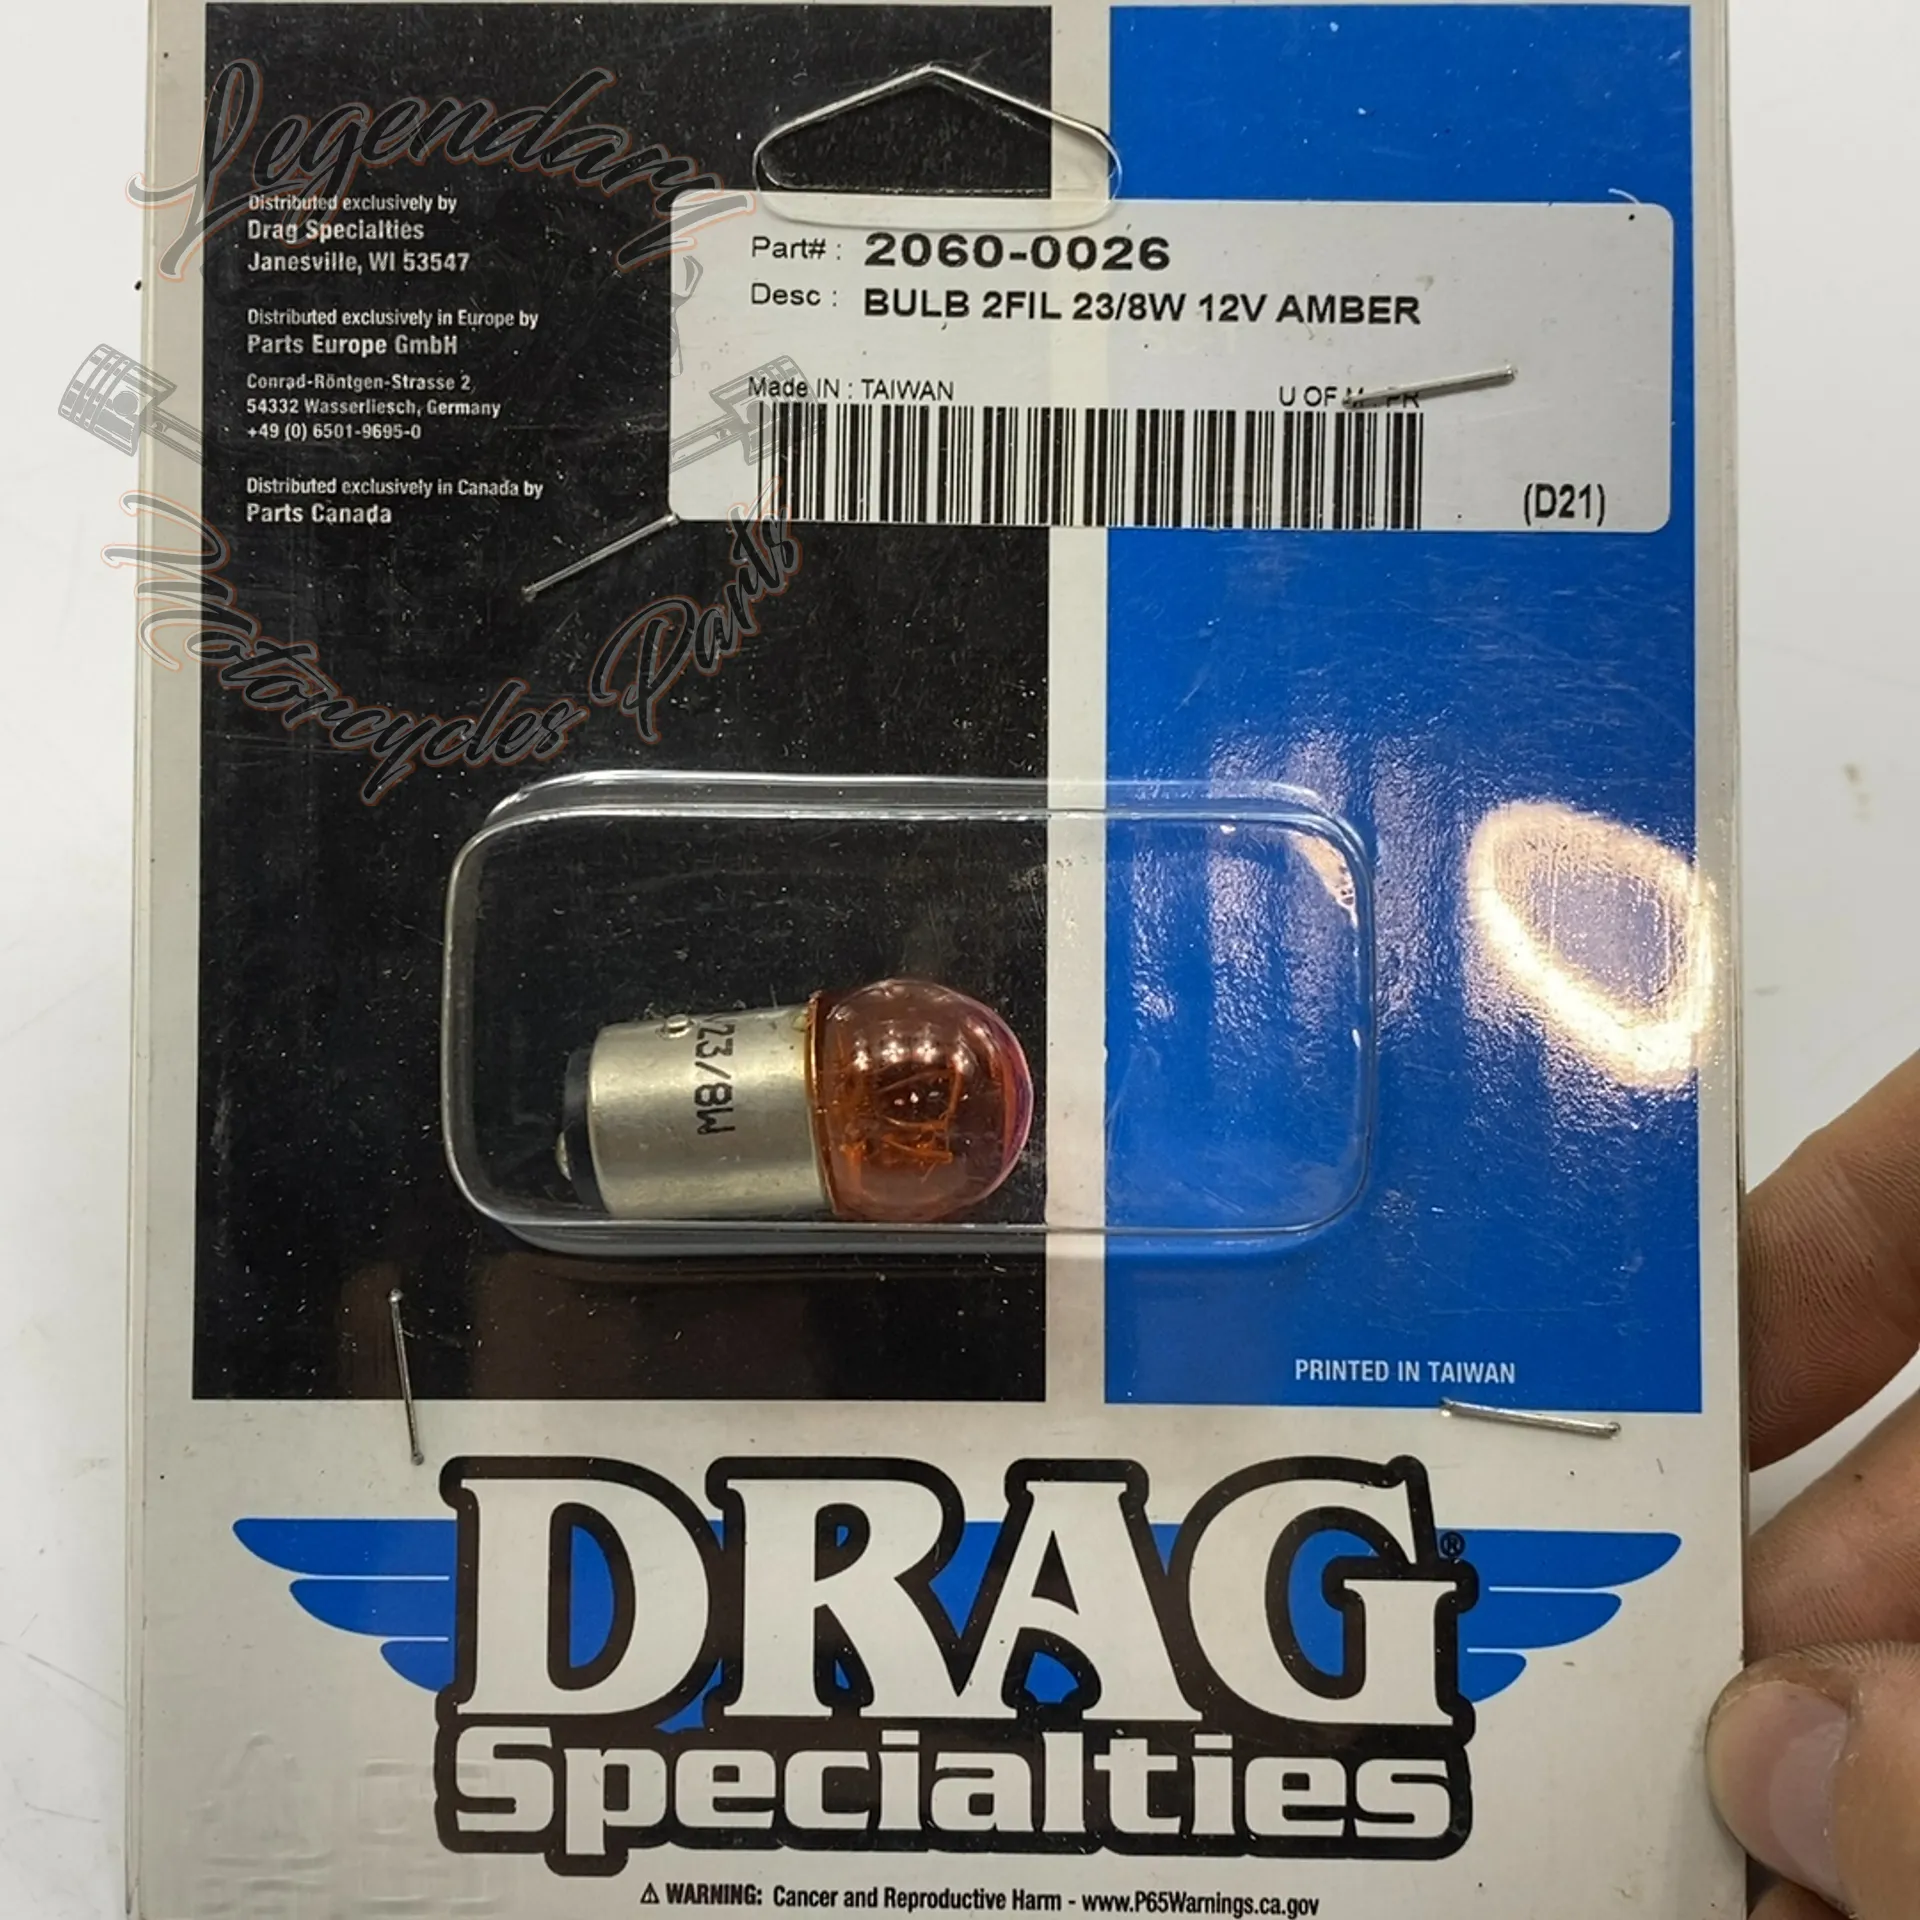 Legendary
Motorcycles Parts
Distributed exclusively by
Drag Specialties
Janesville, WI 53547
Distributed exclusively in Europe by
Parts Europe GmbH
Conrad-Röntgen-Strasse 2
54332 Wasserliesch, Germany
+49 (0) 6501-9695-0
Distributed exclusively in Canada by
Parts Canada
Part# : 2060-0026
Desc : BULB 2FIL 23/8W 12V AMBER
Made IN : TAIWAN U OF M : PR
(D21)
23/8W
PRINTED IN TAIWAN
DRAG®
Specialties
⚠ WARNING: Cancer and Reproductive Harm - www.P65Warnings.ca.gov